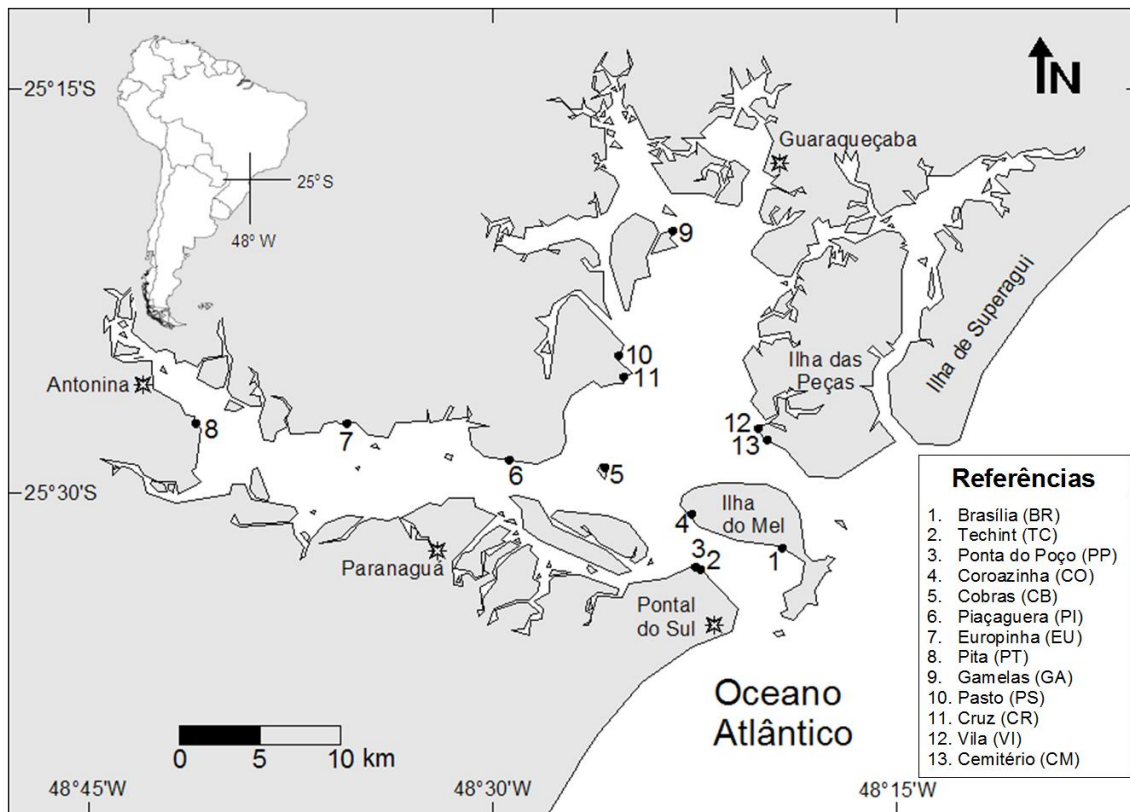 25°15'S
N
Guaraqueçaba
25° S
48° W
9
Ilha de Superagui
10
11
Ilha das
Peças
Antonina
8
7
12
13
6
5
25°30'S
4
Ilha
do Mel
1
Paranaguá
3
2
Pontal
do Sul
Referências
1. Brasília (BR)
2. Techint (TC)
3. Ponta do Poço (PP)
4. Coroazinha (CO)
5. Cobras (CB)
6. Piaçaguera (PI)
7. Europinha (EU)
8. Pita (PT)
9. Gamelas (GA)
10. Pasto (PS)
11. Cruz (CR)
12. Vila (VI)
13. Cemitério (CM)
Oceano
Atlântico
0 5 10 km
48°45'W
48°30'W
48°15'W